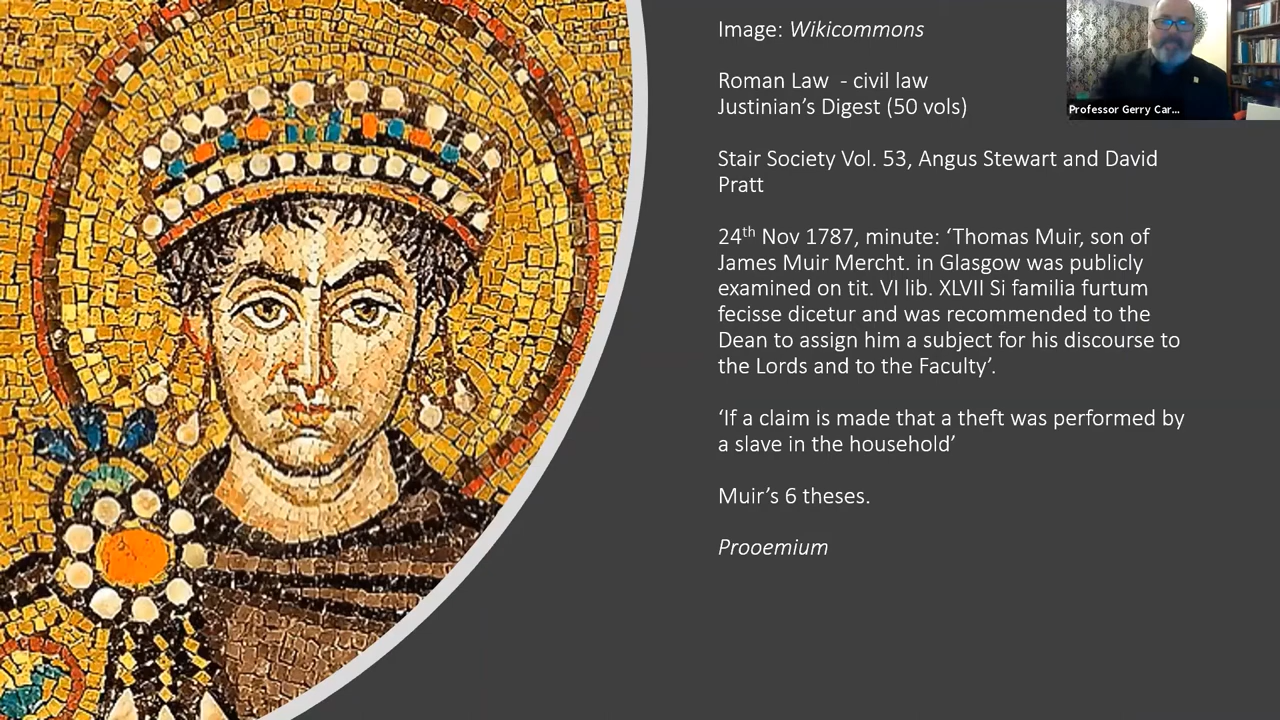 Image: Wikicommons
Roman Law - civil law
Justinian’s Digest (50 vols)
Stair Society Vol. 53, Angus Stewart and David
Pratt
24th Nov 1787, minute: ‘Thomas Muir, son of
James Muir Mercht. in Glasgow was publicly
examined on tit. VI lib. XLVII Si familia furtum
fecisse dicetur and was recommended to the
Dean to assign him a subject for his discourse to
the Lords and to the Faculty’.
‘If a claim is made that a theft was performed by
a slave in the household’
Muir’s 6 theses.
Prooemium
Professor Gerry Car...